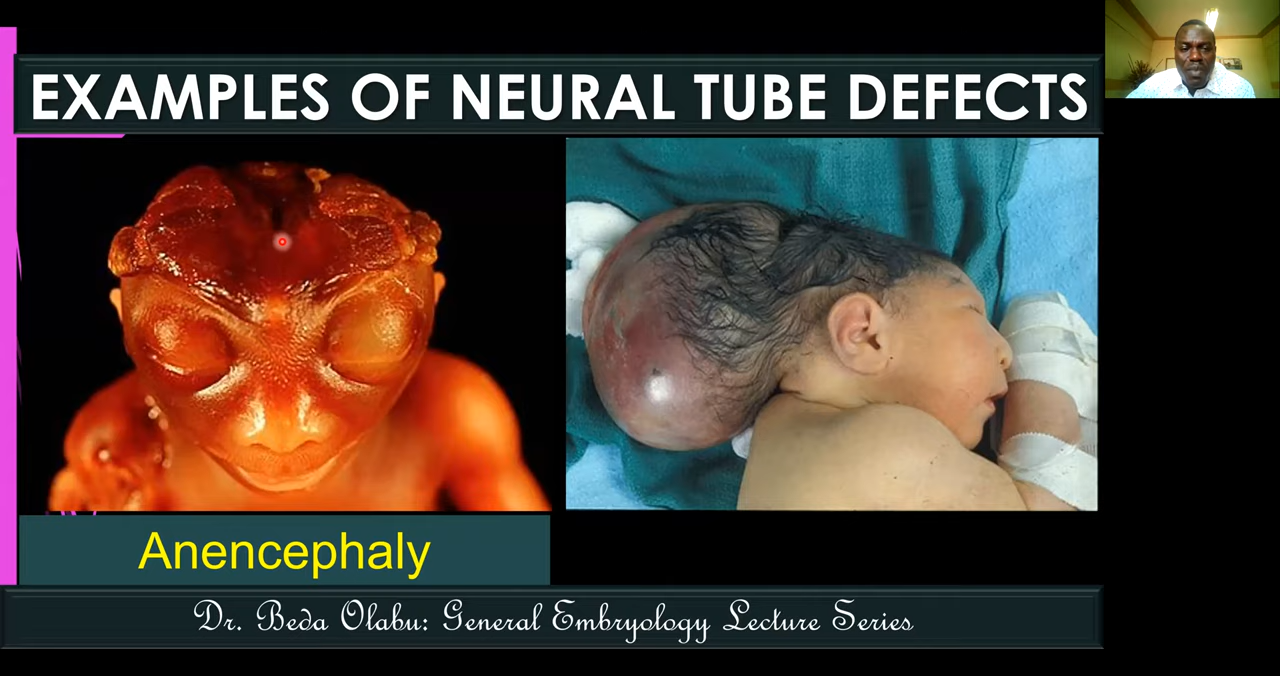 EXAMPLES OF NEURAL TUBE DEFECTS
Anencephaly
Dr. Beda Olabu: General Embryology Lecture Series